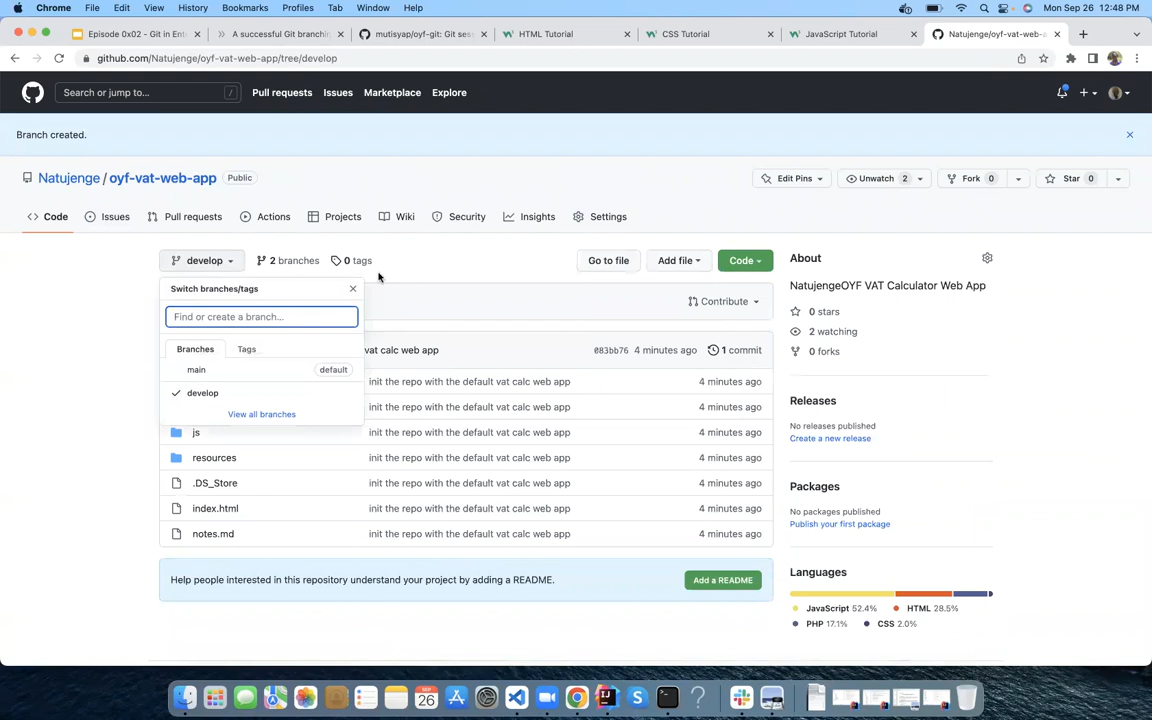 Chrome File Edit View History Bookmarks Profiles Tab Window Help Mon Sep 26 12:48 PM
Episode 0x02 - Git in Ent A successful Git branchin mutisyap/oyf-git: Git ses HTML Tutorial CSS Tutorial JavaScript Tutorial Natujenge/oyf-vat-web-a
github.com/Natujenge/oyf-vat-web-app/tree/develop
Search or jump to... / Pull requests Issues Marketplace Explore
Branch created.
Natujenge / oyf-vat-web-app Public Edit Pins Unwatch 2 Fork 0 Star 0
Code Issues Pull requests Actions Projects Wiki Security Insights Settings
develop 2 branches 0 tags Go to file Add file Code About
Switch branches/tags
NatujengeOYF VAT Calculator Web App
Contribute
Find or create a branch...
0 stars
2 watching
Branches Tags vat calc web app 083bb76 4 minutes ago 1 commit
0 forks
main default
init the repo with the default vat calc web app 4 minutes ago
develop
Releases
init the repo with the default vat calc web app 4 minutes ago
View all branches
No releases published
js init the repo with the default vat calc web app 4 minutes ago
Create a new release
resources init the repo with the default vat calc web app 4 minutes ago
.DS_Store init the repo with the default vat calc web app 4 minutes ago
Packages
index.html init the repo with the default vat calc web app 4 minutes ago
No packages published
Publish your first package
notes.md init the repo with the default vat calc web app 4 minutes ago
Help people interested in this repository understand your project by adding a README. Add a README
Languages
JavaScript 52.4% HTML 28.5%
PHP 17.1% CSS 2.0%
SEP
26